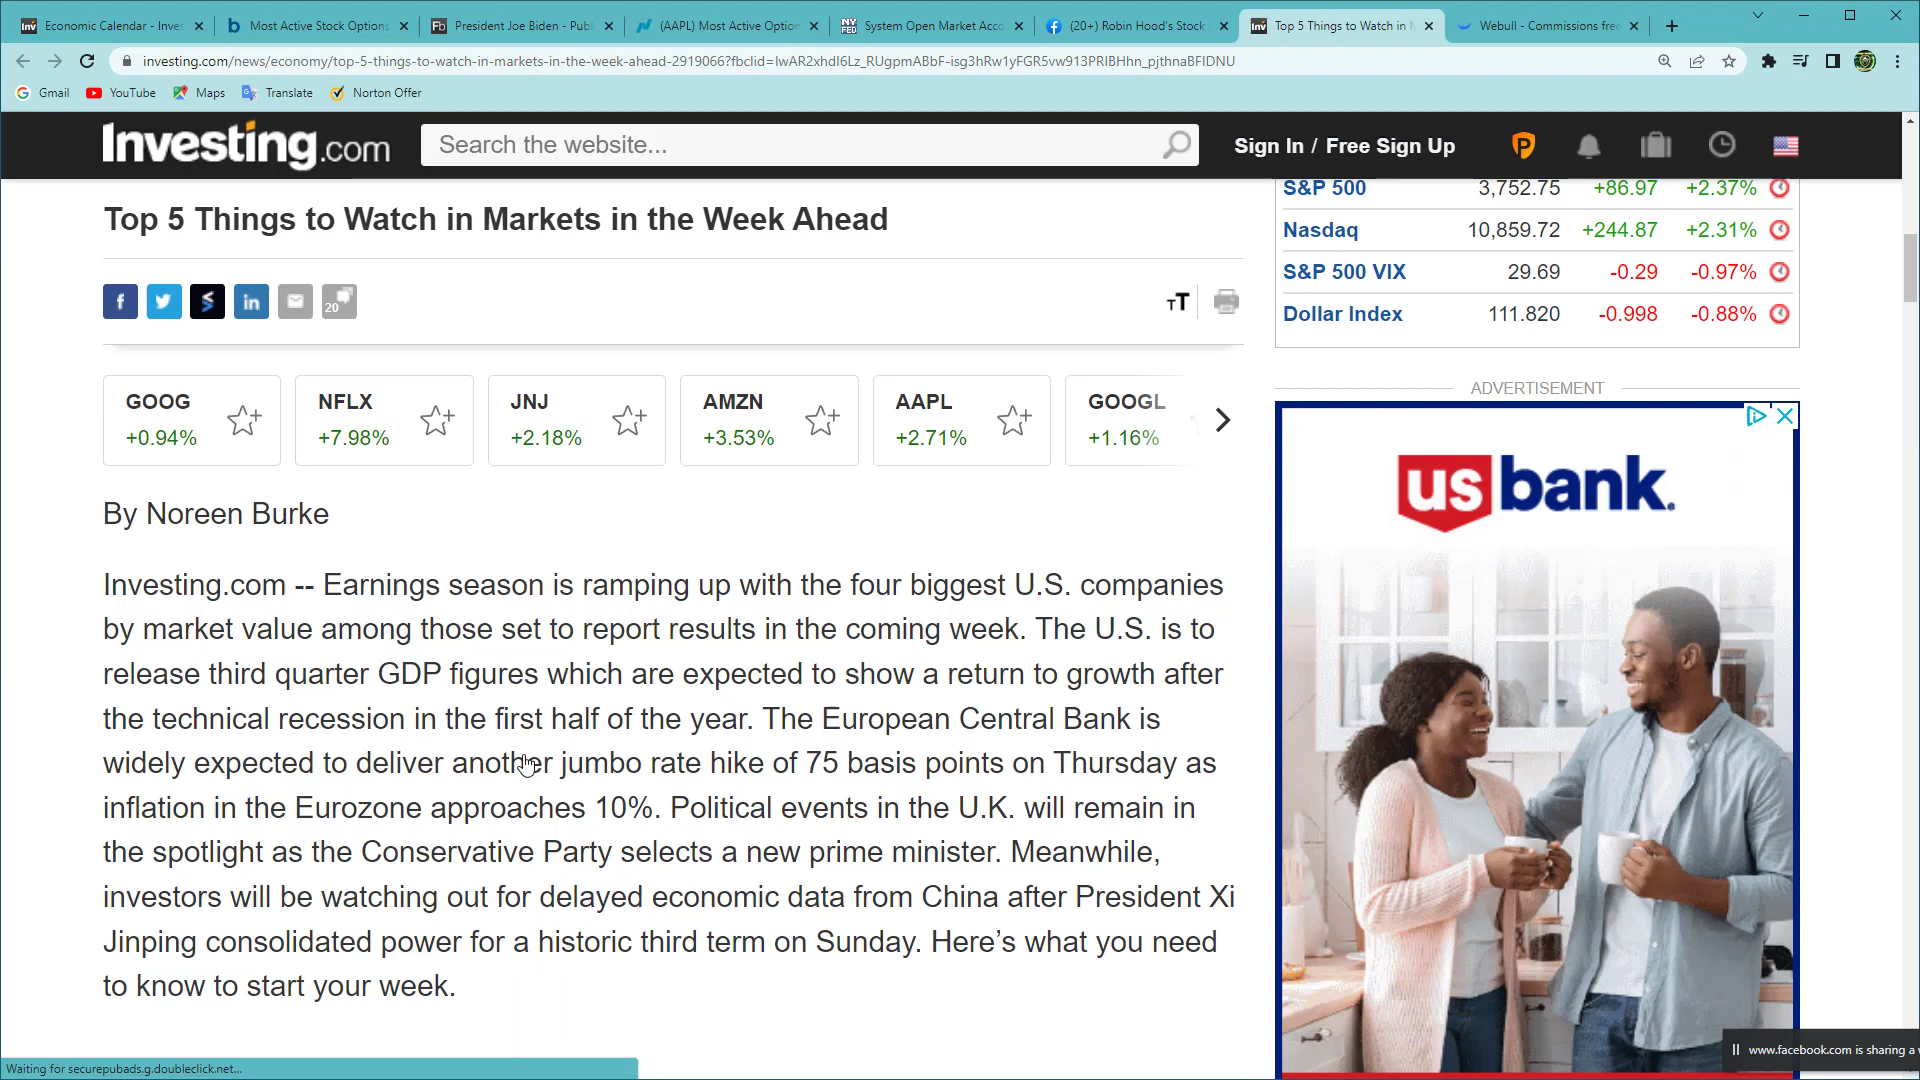 Economic Calendar - Inves
Most Active Stock Options
President Joe Biden - Publ
(AAPL) Most Active Option
System Open Market Acco
(20+) Robin Hood's Stock
Top 5 Things to Watch in M
Webull - Commissions free
investing.com/news/economy/top-5-things-to-watch-in-markets-in-the-week-ahead-2919066?fbclid=IwAR2xhdI6Lz_RUgpmABbF-isg3hRw1yFGR5vw913PRIBHhn_pjthnaBFIDNU
Gmail
YouTube
Maps
Translate
Norton Offer
Investing.com
Search the website...
Sign In / Free Sign Up
S&P 500 3,752.75 +86.97 +2.37%
Nasdaq 10,859.72 +244.87 +2.31%
S&P 500 VIX 29.69 -0.29 -0.97%
Dollar Index 111.820 -0.998 -0.88%
Top 5 Things to Watch in Markets in the Week Ahead
20
GOOG
+0.94%
NFLX
+7.98%
JNJ
+2.18%
AMZN
+3.53%
AAPL
+2.71%
GOOGL
+1.16%
ADVERTISEMENT
us bank.
By Noreen Burke
Investing.com -- Earnings season is ramping up with the four biggest U.S. companies
by market value among those set to report results in the coming week. The U.S. is to
release third quarter GDP figures which are expected to show a return to growth after
the technical recession in the first half of the year. The European Central Bank is
widely expected to deliver another jumbo rate hike of 75 basis points on Thursday as
inflation in the Eurozone approaches 10%. Political events in the U.K. will remain in
the spotlight as the Conservative Party selects a new prime minister. Meanwhile,
investors will be watching out for delayed economic data from China after President Xi
Jinping consolidated power for a historic third term on Sunday. Here’s what you need
to know to start your week.
www.facebook.com is sharing a
Waiting for securepubads.g.doubleclick.net...